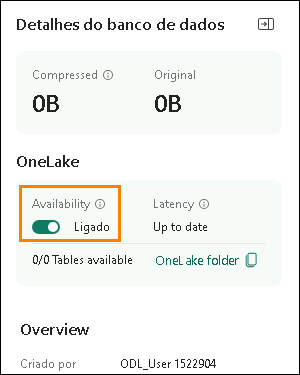 Detalhes do banco de dados
Compressed Original
0B 0B
OneLake
Availability Latency
Ligado Up to date
0/0 Tables available OneLake folder
Overview
Criado por ODL_User 1522904